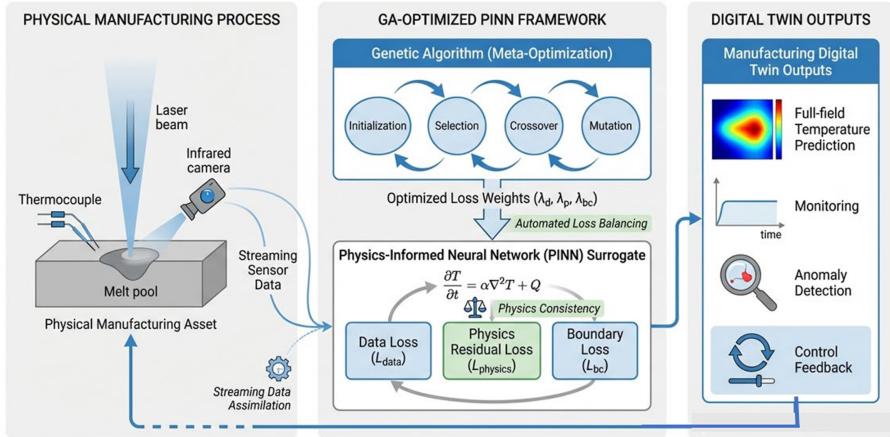 PHYSICAL MANUFACTURING PROCESS
Laser
beam
Infrared
camera
Thermocouple
Melt pool
Streaming
Sensor
Data
Physical Manufacturing Asset
Streaming Data
Assimilation
GA-OPTIMIZED PINN FRAMEWORK
Genetic Algorithm (Meta-Optimization)
Initialization
Selection
Crossover
Mutation
Optimized Loss Weights (λd, λp, λbc)
Automated Loss Balancing
Physics-Informed Neural Network (PINN) Surrogate
∂T/∂t = α∇²T + Q
Physics Consistency
Data Loss
(Ldata)
Physics
Residual Loss
(Lphysics)
Boundary
Loss
(Lbc)
DIGITAL TWIN OUTPUTS
Manufacturing Digital
Twin Outputs
Full-field
Temperature
Prediction
time
Monitoring
Anomaly
Detection
Control
Feedback